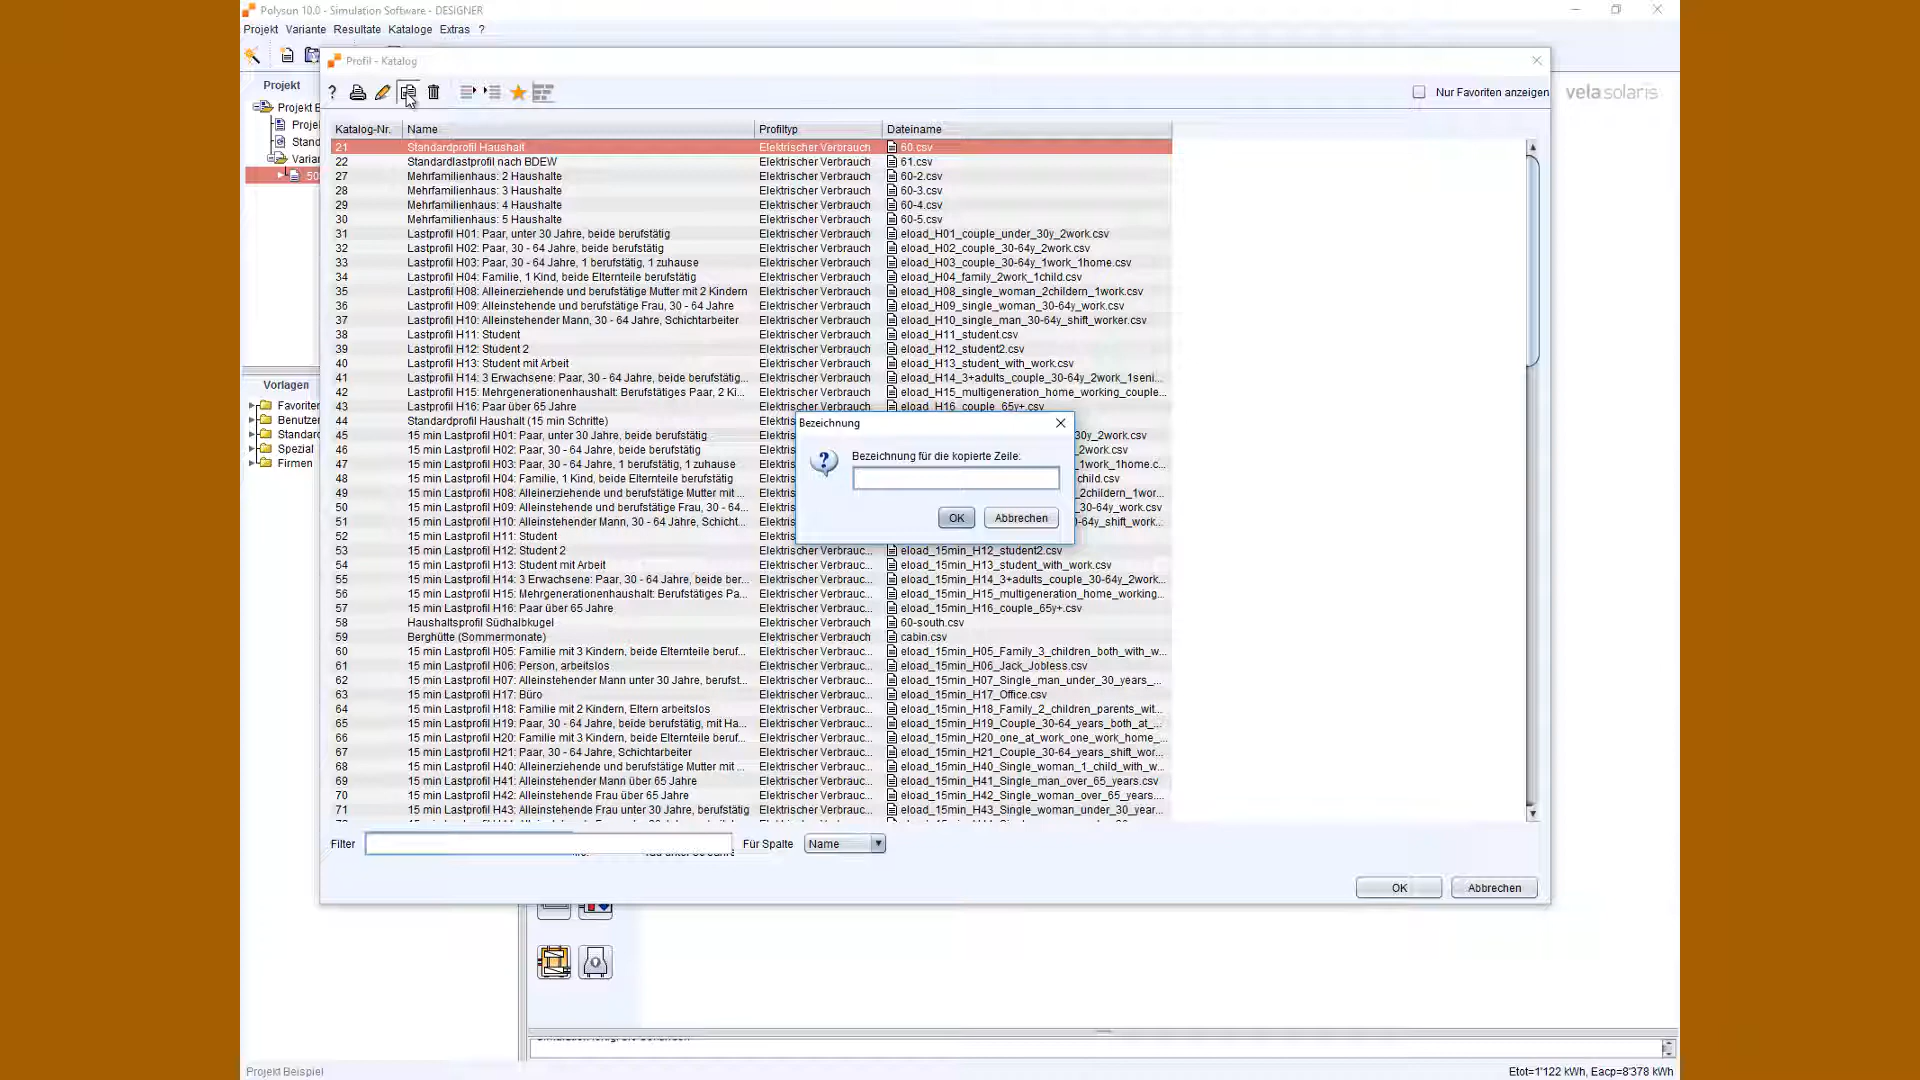 Polysun 10.0 - Simulation Software - DESIGNER
Projekt Variante Resultate Kataloge Extras ?
Profil - Katalog
Projekt
?
Nur Favoriten anzeigen
vela solaris
Projekt B
Proje
Stand
Varian
50
Katalog-Nr. Name Profiltyp Dateiname
21 Standardprofil Haushalt Elektrischer Verbrauch 60.csv
22 Standardlastprofil nach BDEW Elektrischer Verbrauch 61.csv
27 Mehrfamilienhaus: 2 Haushalte Elektrischer Verbrauch 60-2.csv
28 Mehrfamilienhaus: 3 Haushalte Elektrischer Verbrauch 60-3.csv
29 Mehrfamilienhaus: 4 Haushalte Elektrischer Verbrauch 60-4.csv
30 Mehrfamilienhaus: 5 Haushalte Elektrischer Verbrauch 60-5.csv
31 Lastprofil H01: Paar, unter 30 Jahre, beide berufstätig Elektrischer Verbrauch eload_H01_couple_under_30y_2work.csv
32 Lastprofil H02: Paar, 30 - 64 Jahre, beide berufstätig Elektrischer Verbrauch eload_H02_couple_30-64y_2work.csv
33 Lastprofil H03: Paar, 30 - 64 Jahre, 1 berufstätig, 1 zuhause Elektrischer Verbrauch eload_H03_couple_30-64y_1work_1home.csv
34 Lastprofil H04: Familie, 1 Kind, beide Elternteile berufstätig Elektrischer Verbrauch eload_H04_family_2work_1child.csv
35 Lastprofil H08: Alleinerziehende und berufstätige Mutter mit 2 Kindern Elektrischer Verbrauch eload_H08_single_woman_2childern_1work.csv
36 Lastprofil H09: Alleinstehende und berufstätige Frau, 30 - 64 Jahre Elektrischer Verbrauch eload_H09_single_woman_30-64y_work.csv
37 Lastprofil H10: Alleinstehender Mann, 30 - 64 Jahre, Schichtarbeiter Elektrischer Verbrauch eload_H10_single_man_30-64y_shift_worker.csv
38 Lastprofil H11: Student Elektrischer Verbrauch eload_H11_student.csv
39 Lastprofil H12: Student 2 Elektrischer Verbrauch eload_H12_student2.csv
40 Lastprofil H13: Student mit Arbeit Elektrischer Verbrauch eload_H13_student_with_work.csv
41 Lastprofil H14: 3 Erwachsene: Paar, 30 - 64 Jahre, beide berufstätig... Elektrischer Verbrauch eload_H14_3+adults_couple_30-64y_2work_1seni...
42 Lastprofil H15: Mehrgenerationenhaushalt: Berufstätiges Paar, 2 Ki... Elektrischer Verbrauch eload_H15_multigeneration_home_working_couple...
43 Lastprofil H16: Paar über 65 Jahre Elektrischer Verbrauch eload_H16_couple_65y+.csv
44 Standardprofil Haushalt (15 min Schritte) Elektris
45 15 min Lastprofil H01: Paar, unter 30 Jahre, beide berufstätig Elektris 30y_2work.csv
46 15 min Lastprofil H02: Paar, 30 - 64 Jahre, beide berufstätig Elektris 2work.csv
47 15 min Lastprofil H03: Paar, 30 - 64 Jahre, 1 berufstätig, 1 zuhause Elektris 1work_1home.c...
48 15 min Lastprofil H04: Familie, 1 Kind, beide Elternteile berufstätig Elektris child.csv
49 15 min Lastprofil H08: Alleinerziehende und berufstätige Mutter mit ... Elektris 2childern_1wor...
50 15 min Lastprofil H09: Alleinstehende und berufstätige Frau, 30 - 64... Elektris 30-64y_work.csv
51 15 min Lastprofil H10: Alleinstehender Mann, 30 - 64 Jahre, Schicht... Elektris 0-64y_shift_work...
52 15 min Lastprofil H11: Student Elektris
53 15 min Lastprofil H12: Student 2 Elektrischer Verbrauc... eload_15min_H12_student2.csv
54 15 min Lastprofil H13: Student mit Arbeit Elektrischer Verbrauc... eload_15min_H13_student_with_work.csv
55 15 min Lastprofil H14: 3 Erwachsene: Paar, 30 - 64 Jahre, beide ber... Elektrischer Verbrauc... eload_15min_H14_3+adults_couple_30-64y_2work...
56 15 min Lastprofil H15: Mehrgenerationenhaushalt: Berufstätiges Pa... Elektrischer Verbrauc... eload_15min_H15_multigeneration_home_working...
57 15 min Lastprofil H16: Paar über 65 Jahre Elektrischer Verbrauc... eload_15min_H16_couple_65y+.csv
58 Haushaltsprofil Südhalbkugel Elektrischer Verbrauch 60-south.csv
59 Berghütte (Sommermonate) Elektrischer Verbrauch cabin.csv
60 15 min Lastprofil H05: Familie mit 3 Kindern, beide Elternteile beruf... Elektrischer Verbrauc... eload_15min_H05_Family_3_children_both_with_w...
61 15 min Lastprofil H06: Person, arbeitslos Elektrischer Verbrauc... eload_15min_H06_Jack_Jobless.csv
62 15 min Lastprofil H07: Alleinstehender Mann unter 30 Jahre, berufst... Elektrischer Verbrauc... eload_15min_H07_Single_man_under_30_years_...
63 15 min Lastprofil H17: Büro Elektrischer Verbrauc... eload_15min_H17_Office.csv
64 15 min Lastprofil H18: Familie mit 2 Kindern, Eltern arbeitslos Elektrischer Verbrauc... eload_15min_H18_Family_2_children_parents_wit...
65 15 min Lastprofil H19: Paar, 30 - 64 Jahre, beide berufstätig, mit Ha... Elektrischer Verbrauc... eload_15min_H19_Couple_30-64_years_both_at_...
66 15 min Lastprofil H20: Familie mit 3 Kindern, beide Elternteile beruf... Elektrischer Verbrauc... eload_15min_H20_one_at_work_one_work_home_...
67 15 min Lastprofil H21: Paar, 30 - 64 Jahre, Schichtarbeiter Elektrischer Verbrauc... eload_15min_H21_Couple_30-64_years_shift_wor...
68 15 min Lastprofil H40: Alleinerziehende und berufstätige Mutter mit ... Elektrischer Verbrauc... eload_15min_H40_Single_woman_1_child_with_w...
69 15 min Lastprofil H41: Alleinstehender Mann über 65 Jahre Elektrischer Verbrauc... eload_15min_H41_Single_man_over_65_years.csv
70 15 min Lastprofil H42: Alleinstehende Frau über 65 Jahre Elektrischer Verbrauc... eload_15min_H42_Single_woman_over_65_years....
71 15 min Lastprofil H43: Alleinstehende Frau unter 30 Jahre, berufstätig Elektrischer Verbrauc... eload_15min_H43_Single_woman_under_30_year...
Bezeichnung
Bezeichnung für die kopierte Zeile:
OK Abbrechen
Vorlagen
Favoriten
Benutze
Standard
Spezial
Firmen
Filter Für Spalte Name
OK Abbrechen
Projekt Beispiel
Etot=1'122 kWh, Eacp=8'378 kWh